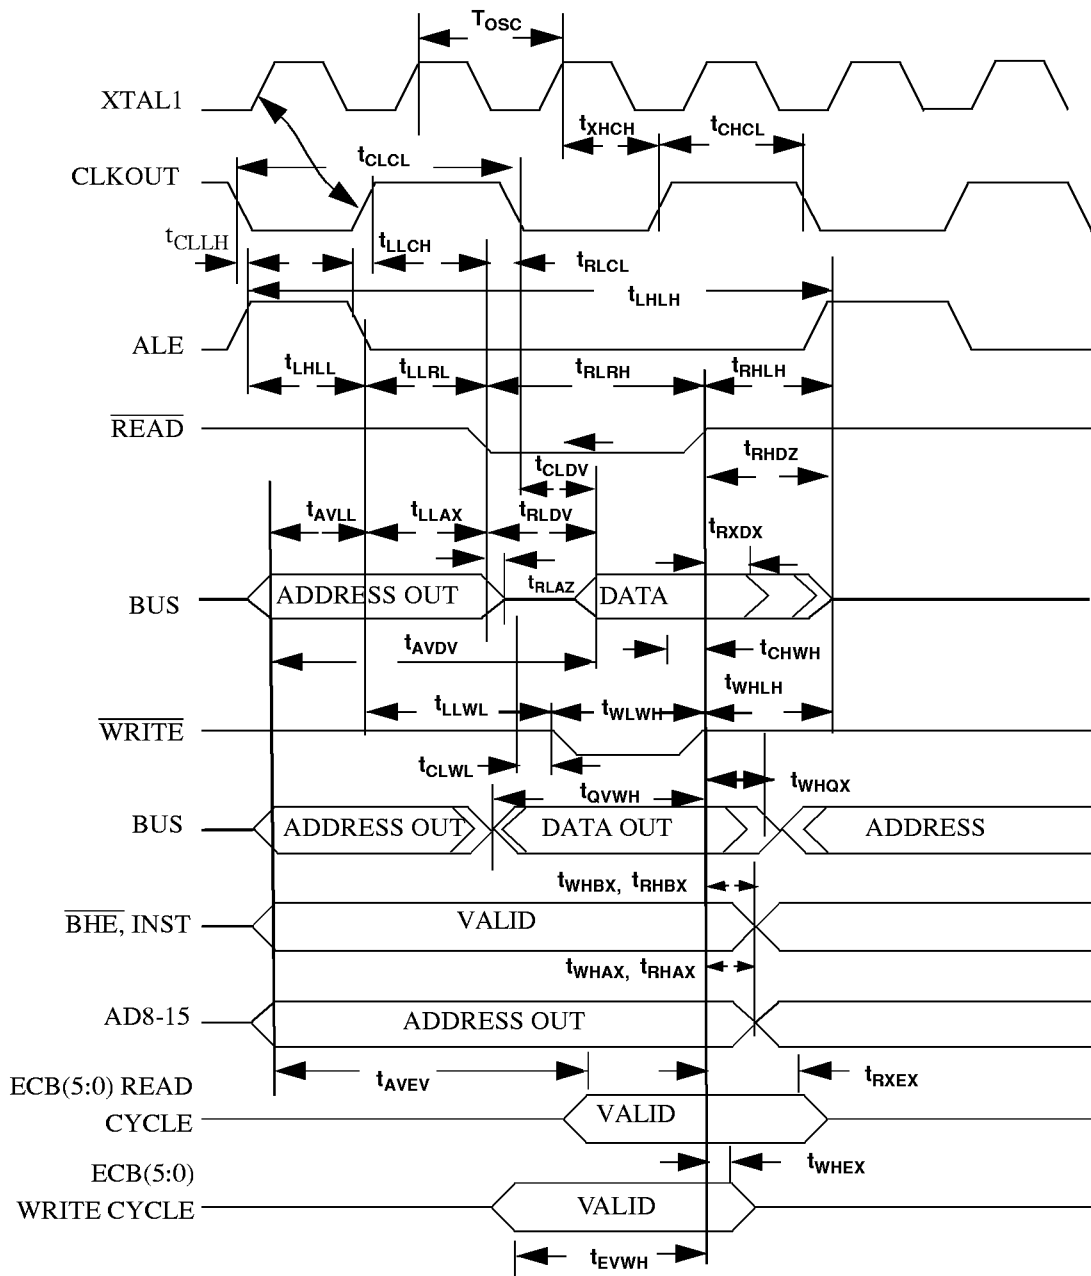 TOSC
XTAL1
tXHCH tCHCL
tCLCL
CLKOUT
tCLLH tLLCH
tRLCL
tLHLH
ALE
tLHLL tLLRL tRLRH tRHLH
READ
tRHDZ
tCLDV
tAVLL tLLAX tRLDV tRXDX
tRLAZ
BUS ADDRESS OUT DATA
tAVDV tCHWH
tWHLH
tLLWL tWLWH
WRITE
tCLWL tWHQX
tQVWH
BUS ADDRESS OUT DATA OUT ADDRESS
tWHBX, tRHBX
BHE, INST VALID
tWHAX, tRHAX
AD8-15 ADDRESS OUT
tAVEV tRXEX
ECB(5:0) READ
CYCLE VALID
tWHEX
ECB(5:0)
WRITE CYCLE VALID
tEVWH